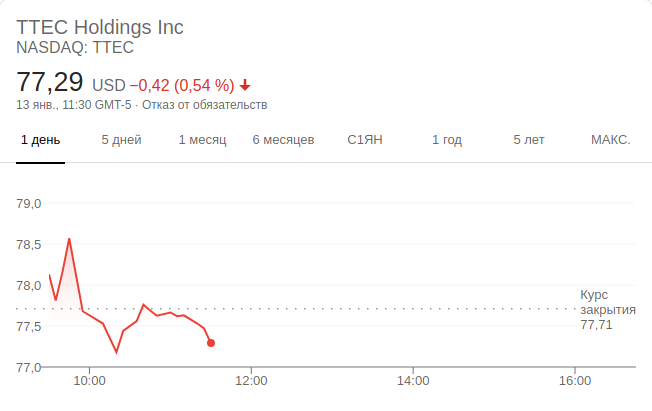 TTEC Holdings Inc
NASDAQ: TTEC
77,29 USD −0,42 (0,54 %)
13 янв., 11:30 GMT-5 · Отказ от обязательств
1 день 5 дней 1 месяц 6 месяцев С1ЯН 1 год 5 лет МАКС.
79,0
78,5
78,0
77,5
77,0
Курс
закрытия
77,71
10:00 12:00 14:00 16:00